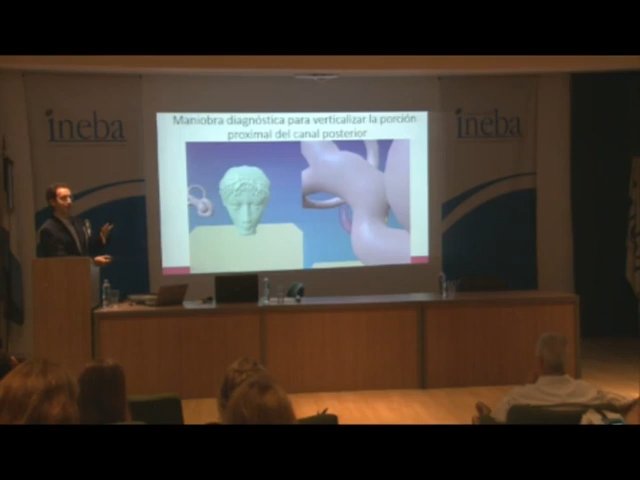 ineba
ineba
Maniobra diagnóstica para verticalizar la porción
proximal del canal posterior